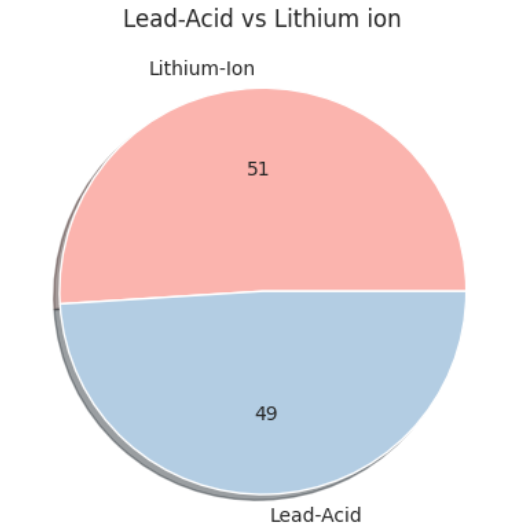 Lead-Acid vs Lithium ion
Lithium-Ion
51
49
Lead-Acid